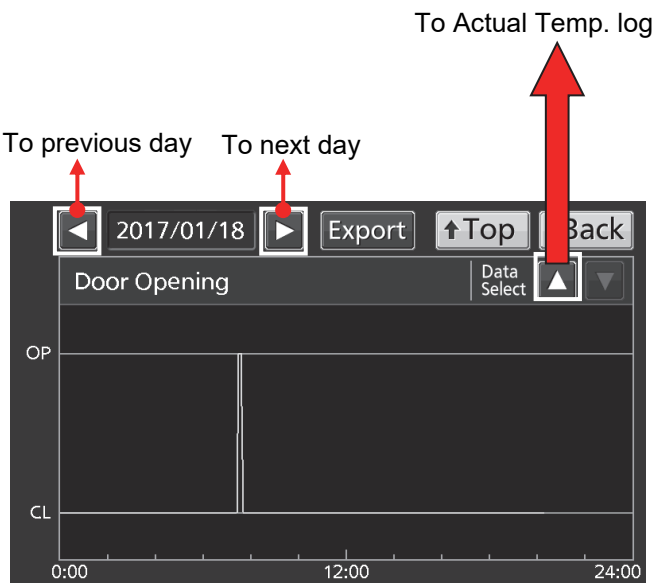 To Actual Temp. log
To previous day
To next day
2017/01/18
Export
Top
Back
Door Opening
Data
Select
OP
CL
0:00
12:00
24:00